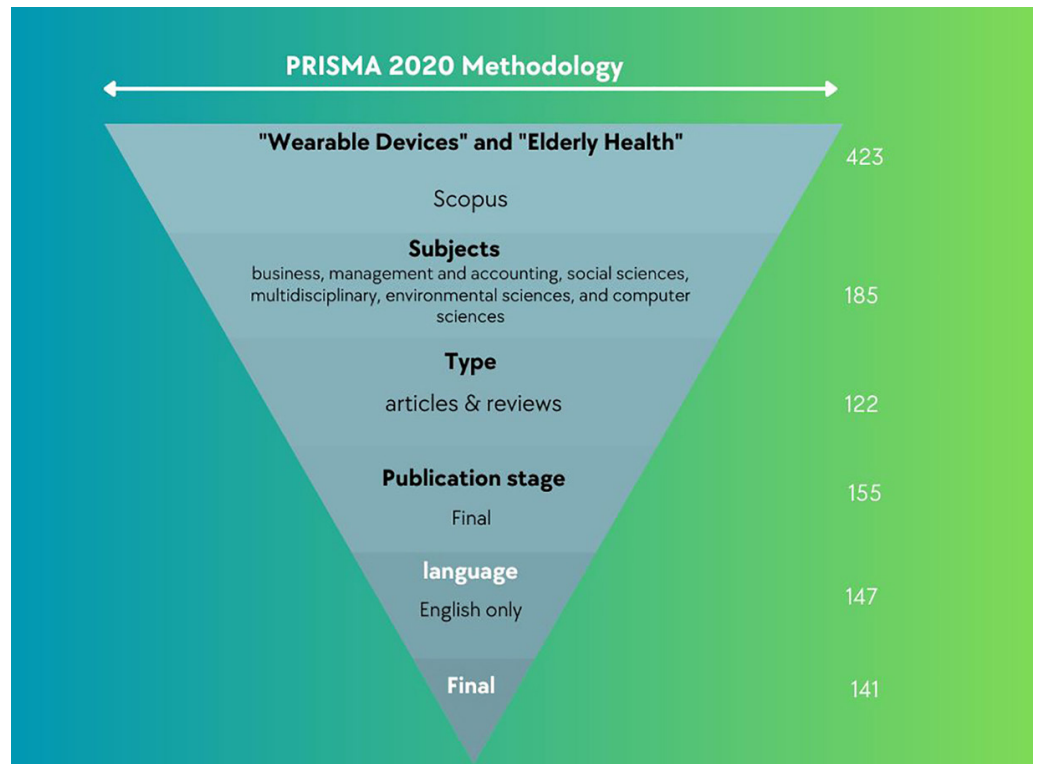 PRISMA 2020 Methodology
"Wearable Devices" and "Elderly Health"
423
Scopus
Subjects
business, management and accounting, social sciences,
multidisciplinary, environmental sciences, and computer
sciences
185
Type
articles & reviews
122
Publication stage
Final
155
language
English only
147
Final
141